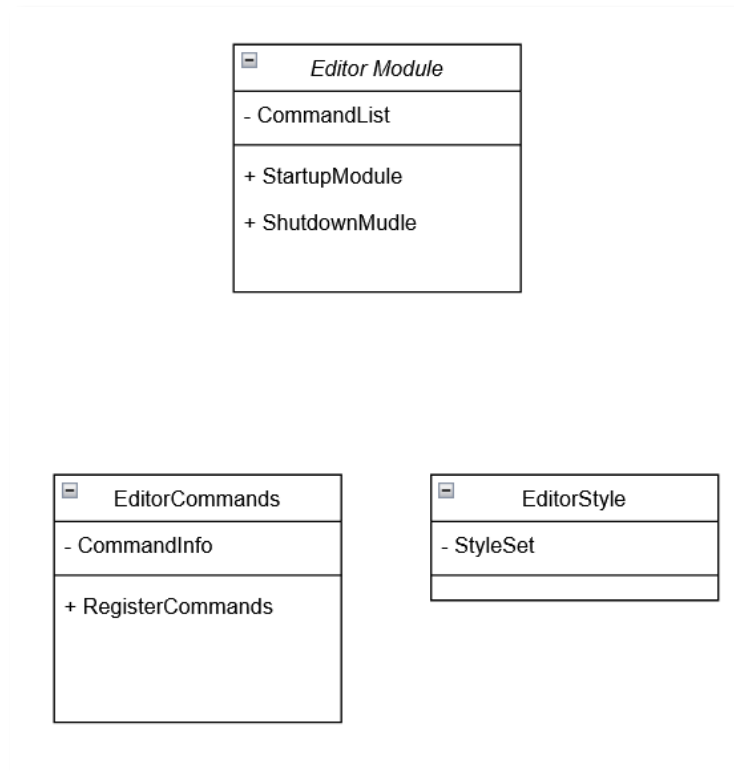 Editor Module
- CommandList
+ StartupModule
+ ShutdownMudle
EditorCommands
- CommandInfo
+ RegisterCommands
EditorStyle
- StyleSet